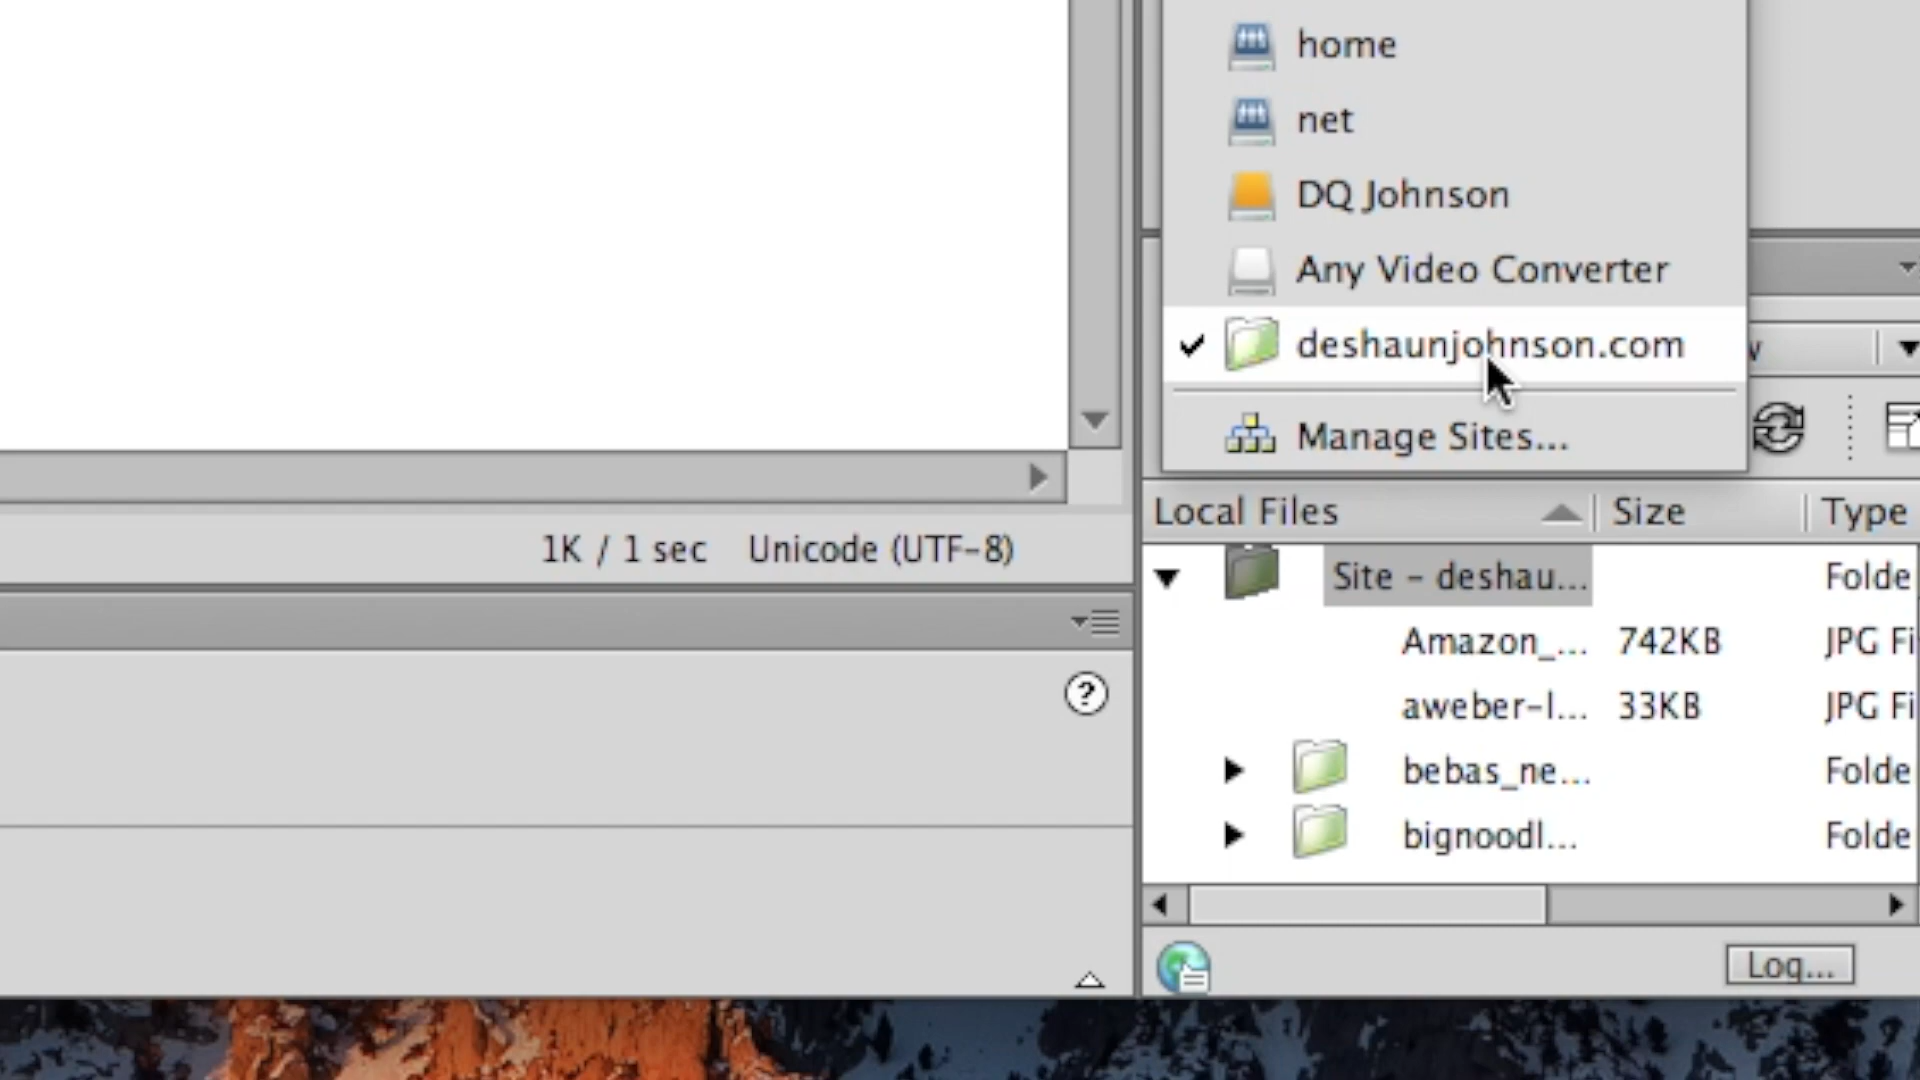 home
net
DQ Johnson
Any Video Converter
deshaunjohnson.com
Manage Sites...
Local Files Size Type
1K / 1 sec Unicode (UTF-8)
Site - deshau... Folde
Amazon_... 742KB JPG Fi
aweber-l... 33KB JPG Fi
bebas_ne... Folde
bignoodl... Folde
Log...